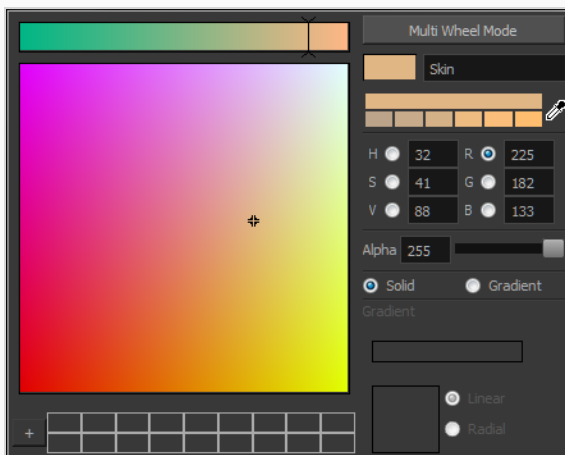 Multi Wheel Mode
Skin
H 32 R 225
S 41 G 182
V 88 B 133
Alpha 255
Solid Gradient
Gradient
+
Linear
Radial